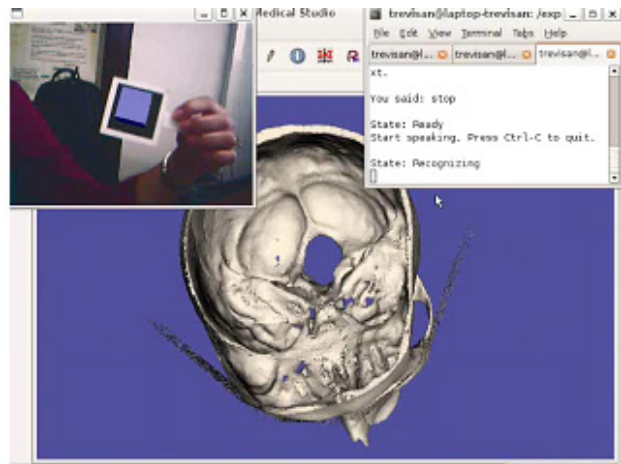 Medical Studio
trevisan@laptop-trevisan: /exp
File Edit View Terminal Tabs Help
trevisan@l... trevisan@l... trevisan@l...
xt.
You said: stop
State: Ready
Start speaking. Press Ctrl-C to quit.
State: Recognizing